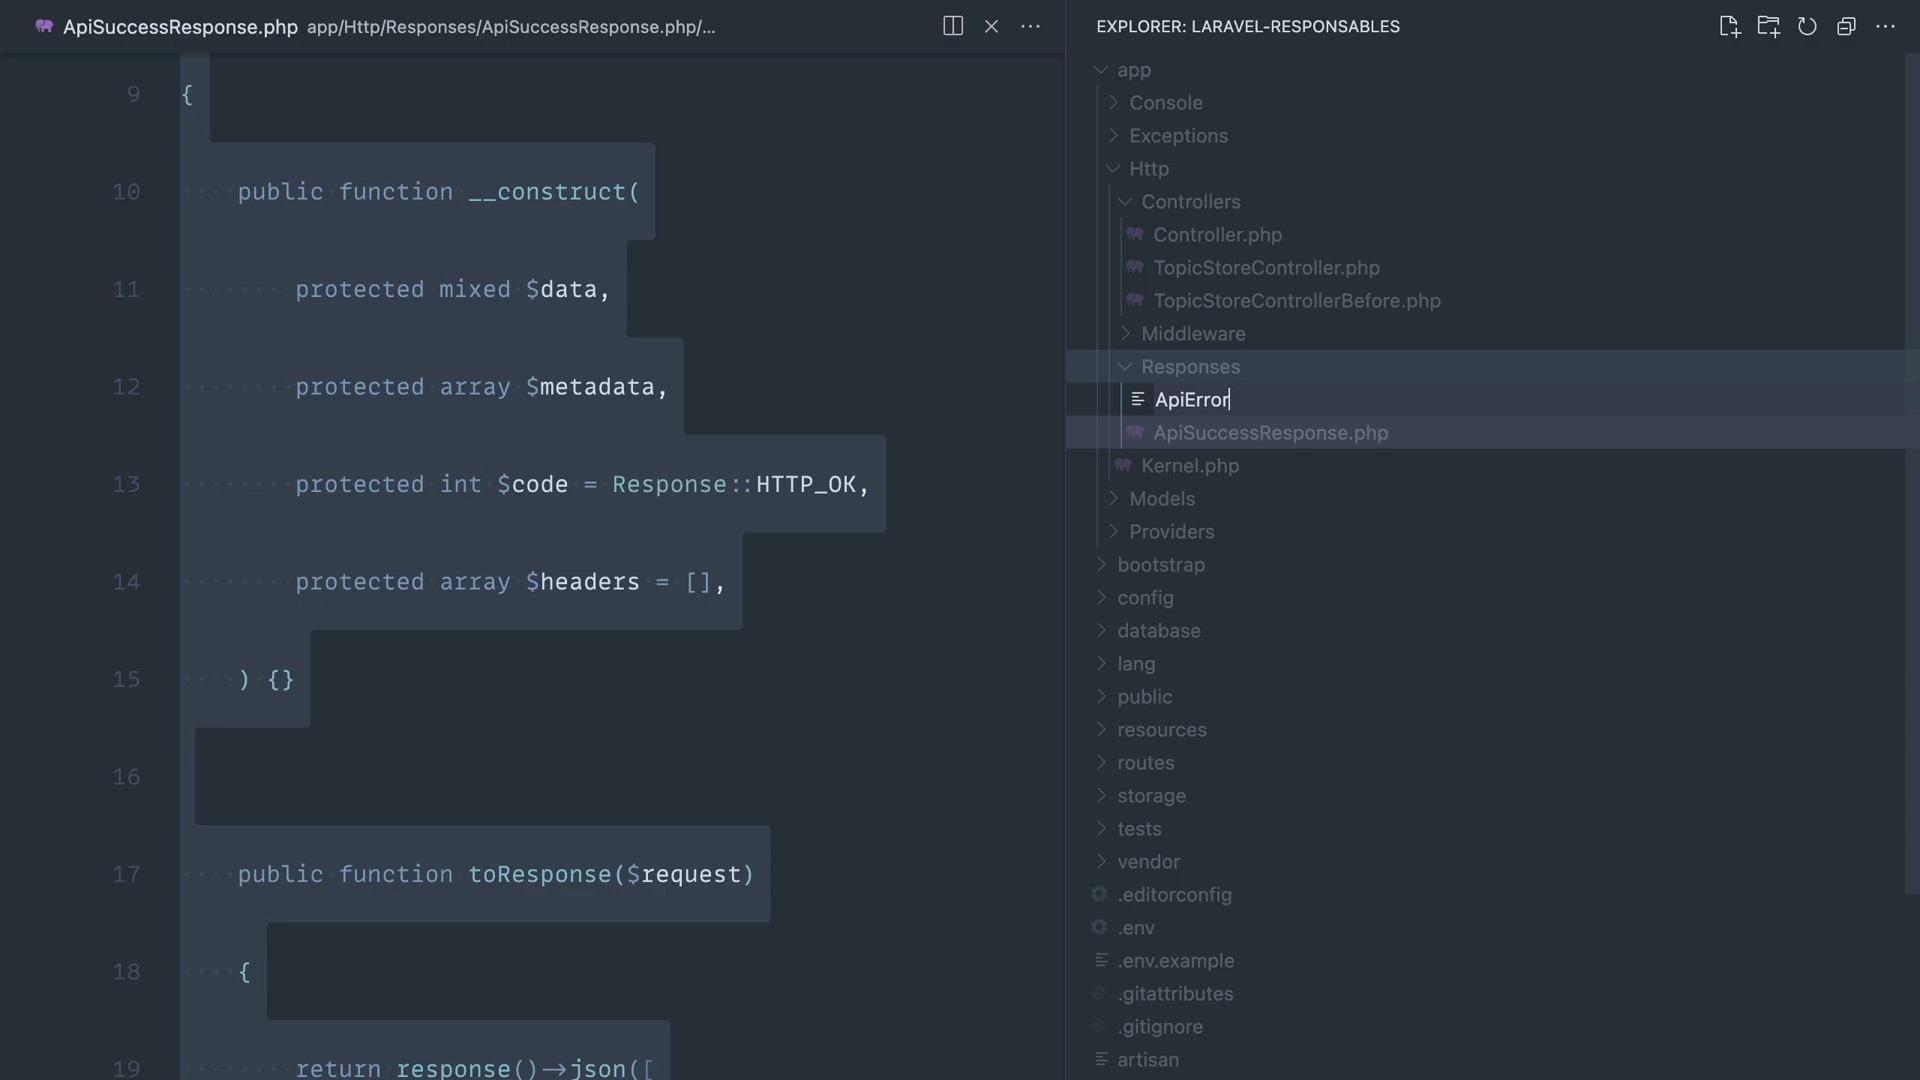 ApiSuccessResponse.php app/Http/Responses/ApiSuccessResponse.php/...
9 {
10 public function __construct(
11 protected mixed $data,
12 protected array $metadata,
13 protected int $code = Response::HTTP_OK,
14 protected array $headers = [],
15 ) {}
16
17 public function toResponse($request)
18 {
19 return response()->json([
EXPLORER: LARAVEL-RESPONSABLES
app
Console
Exceptions
Http
Controllers
Controller.php
TopicStoreController.php
TopicStoreControllerBefore.php
Middleware
Responses
ApiError
ApiSuccessResponse.php
Kernel.php
Models
Providers
bootstrap
config
database
lang
public
resources
routes
storage
tests
vendor
.editorconfig
.env
.env.example
.gitattributes
.gitignore
artisan